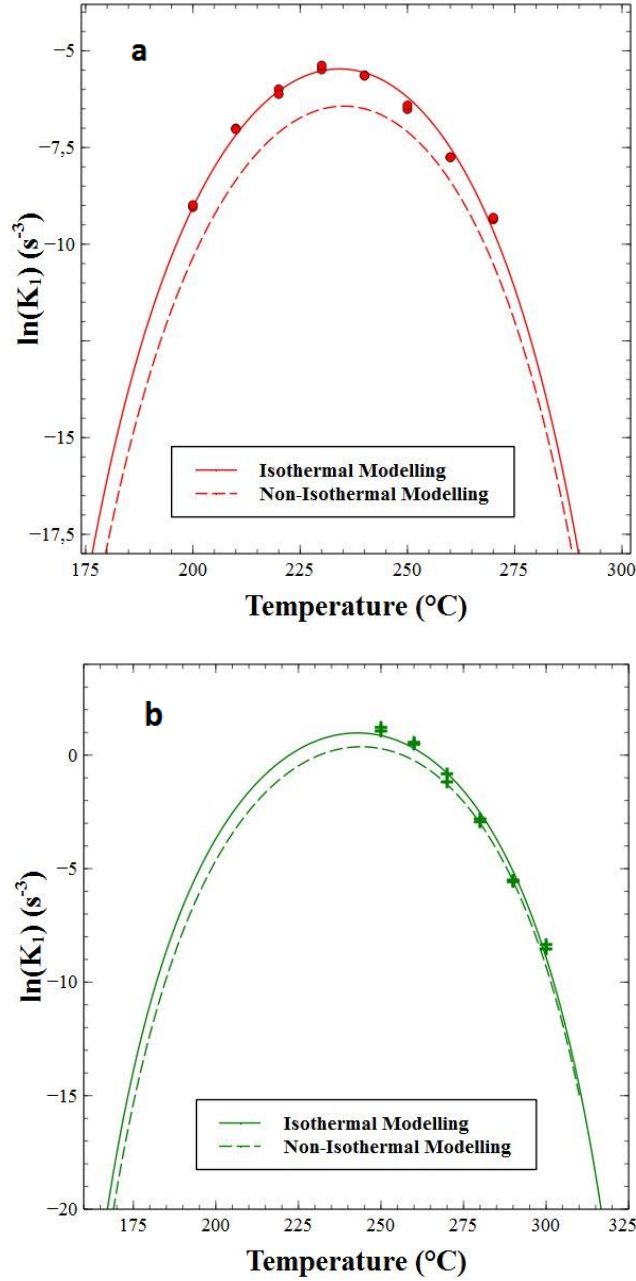 a
−5
−7,5
−10
−15
−17,5
ln(K₁) (s⁻³)
Isothermal Modelling
Non-Isothermal Modelling
175 200 225 250 275 300
Temperature (°C)
b
0
−5
−10
−15
−20
ln(K₁) (s⁻³)
Isothermal Modelling
Non-Isothermal Modelling
175 200 225 250 275 300 325
Temperature (°C)